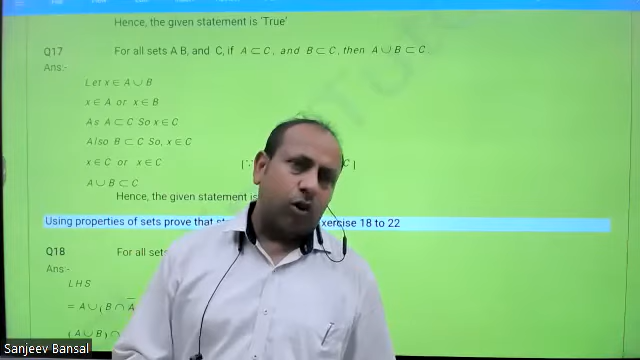 Hence, the given statement is 'True'
Q17 For all sets A B, and C, if A ⊂ C, and B ⊂ C, then A ∪ B ⊂ C
Ans:-
Let x ∈ A ∪ B
x ∈ A or x ∈ B
As A ⊂ C So x ∈ C
Also B ⊂ C So, x ∈ C
x ∈ C or x ∈ C [∵ C]
A ∪ B ⊂ C
Hence, the given statement is
Using properties of sets prove that exercise 18 to 22
Q18 For all sets
Ans:-
LHS
= A ∪ (B ∩ A
(A ∪ B) ∩
Sanjeev Bansal